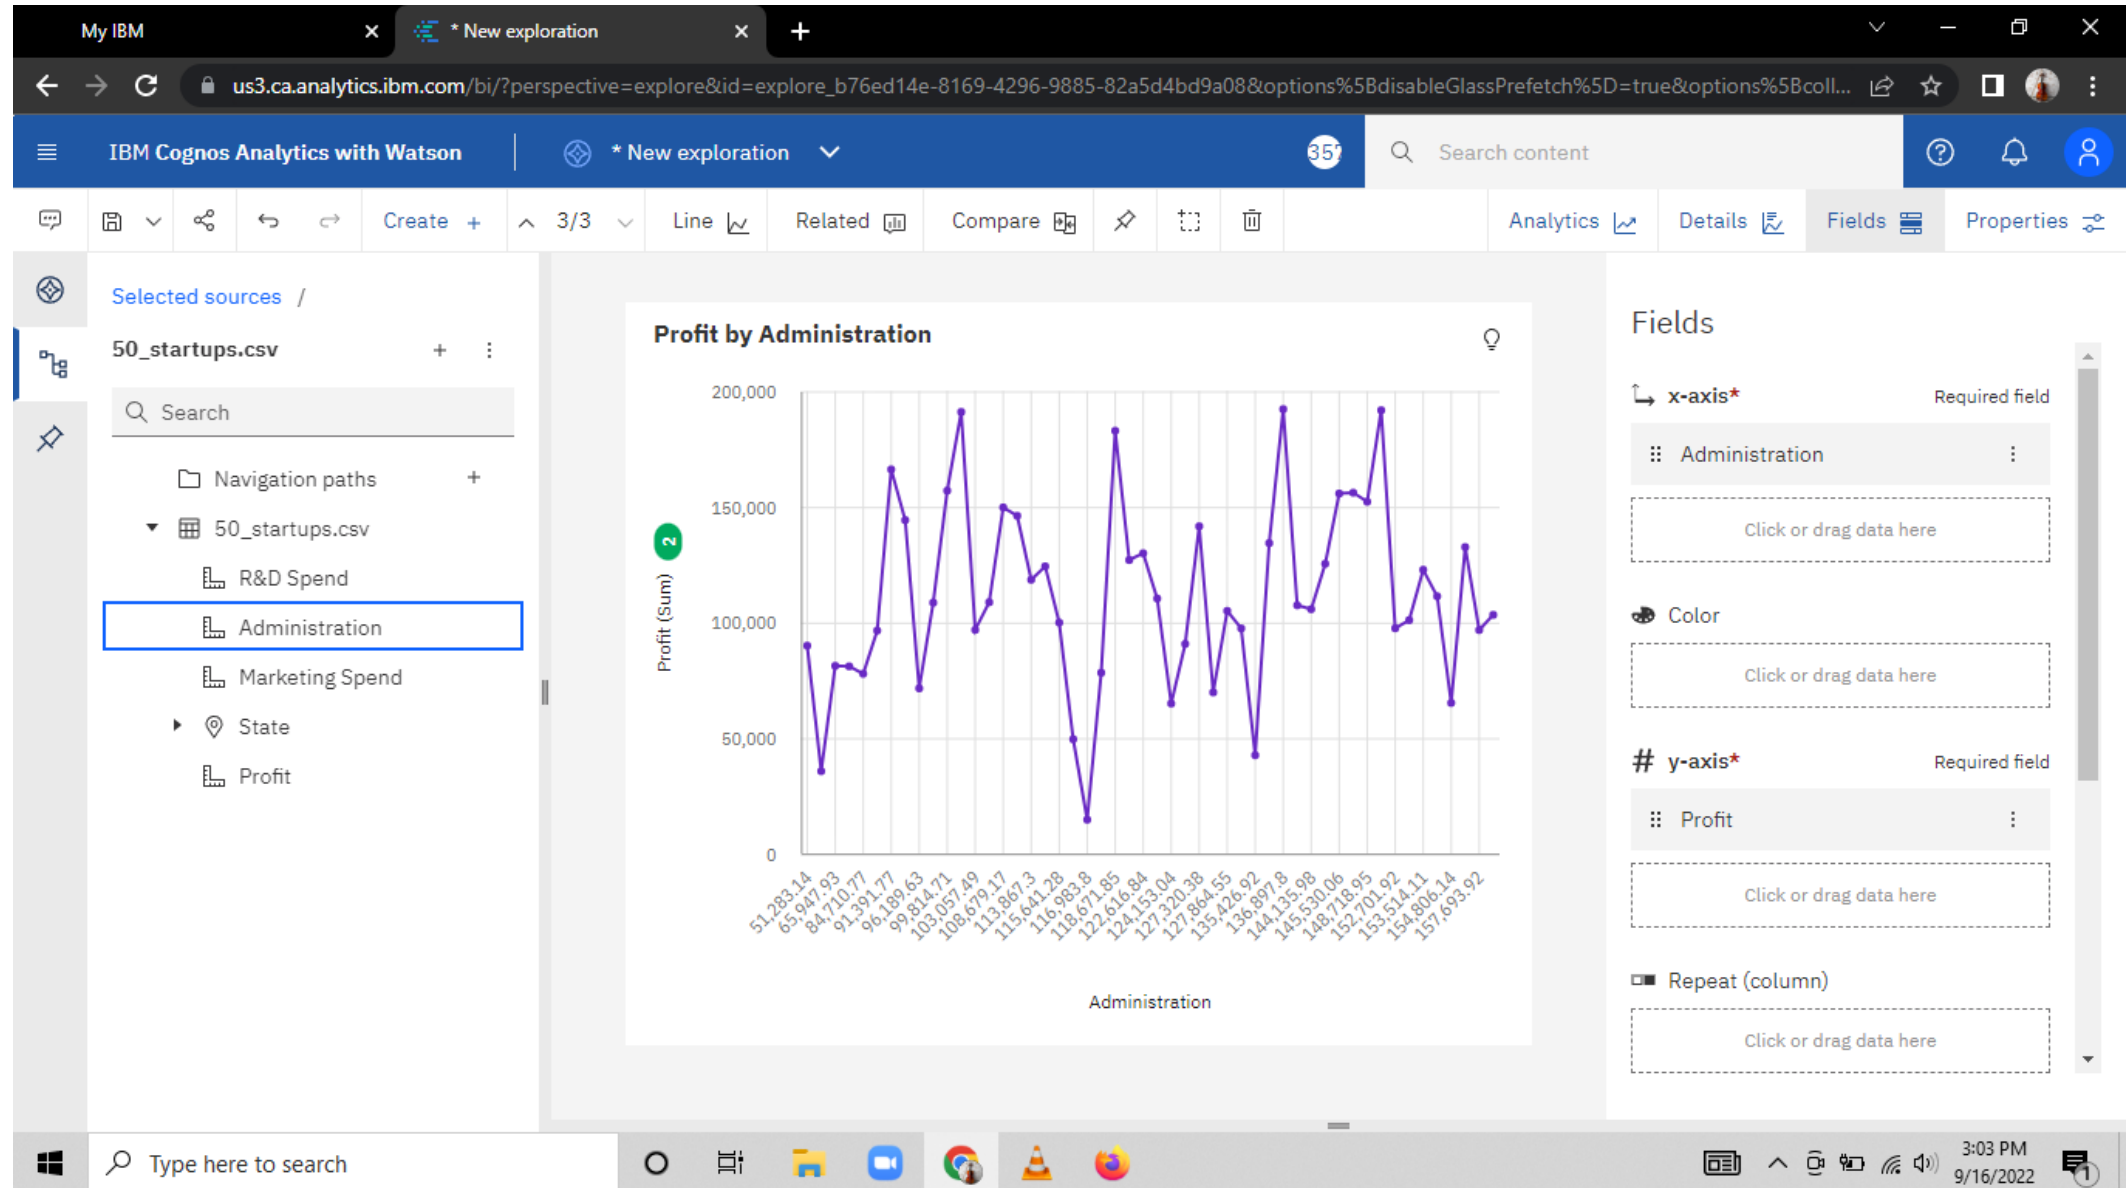 My IBM
* New exploration
us3.ca.analytics.ibm.com/bi/?perspective=explore&id=explore_b76ed14e-8169-4296-9885-82a5d4bd9a08&options%5BdisableGlassPrefetch%5D=true&options%5Bcoll...
IBM Cognos Analytics with Watson
* New exploration
357
Search content
Create
3/3
Line
Related
Compare
Analytics
Details
Fields
Properties
Selected sources /
50_startups.csv
Search
Navigation paths
50_startups.csv
R&D Spend
Administration
Marketing Spend
State
Profit
Profit by Administration
200,000
150,000
100,000
50,000
0
Profit (Sum)
2
51,283.14
65,947.93
84,710.77
91,391.77
96,189.63
99,814.71
103,057.49
108,679.17
113,867.3
115,641.28
116,983.8
118,671.85
122,616.84
124,153.04
127,320.38
127,864.55
135,426.92
136,897.8
144,135.98
145,530.06
148,718.95
152,701.92
153,514.11
154,806.14
157,693.92
Administration
Fields
x-axis*
Required field
Administration
Click or drag data here
Color
Click or drag data here
y-axis*
Required field
Profit
Click or drag data here
Repeat (column)
Click or drag data here
Type here to search
3:03 PM
9/16/2022
1